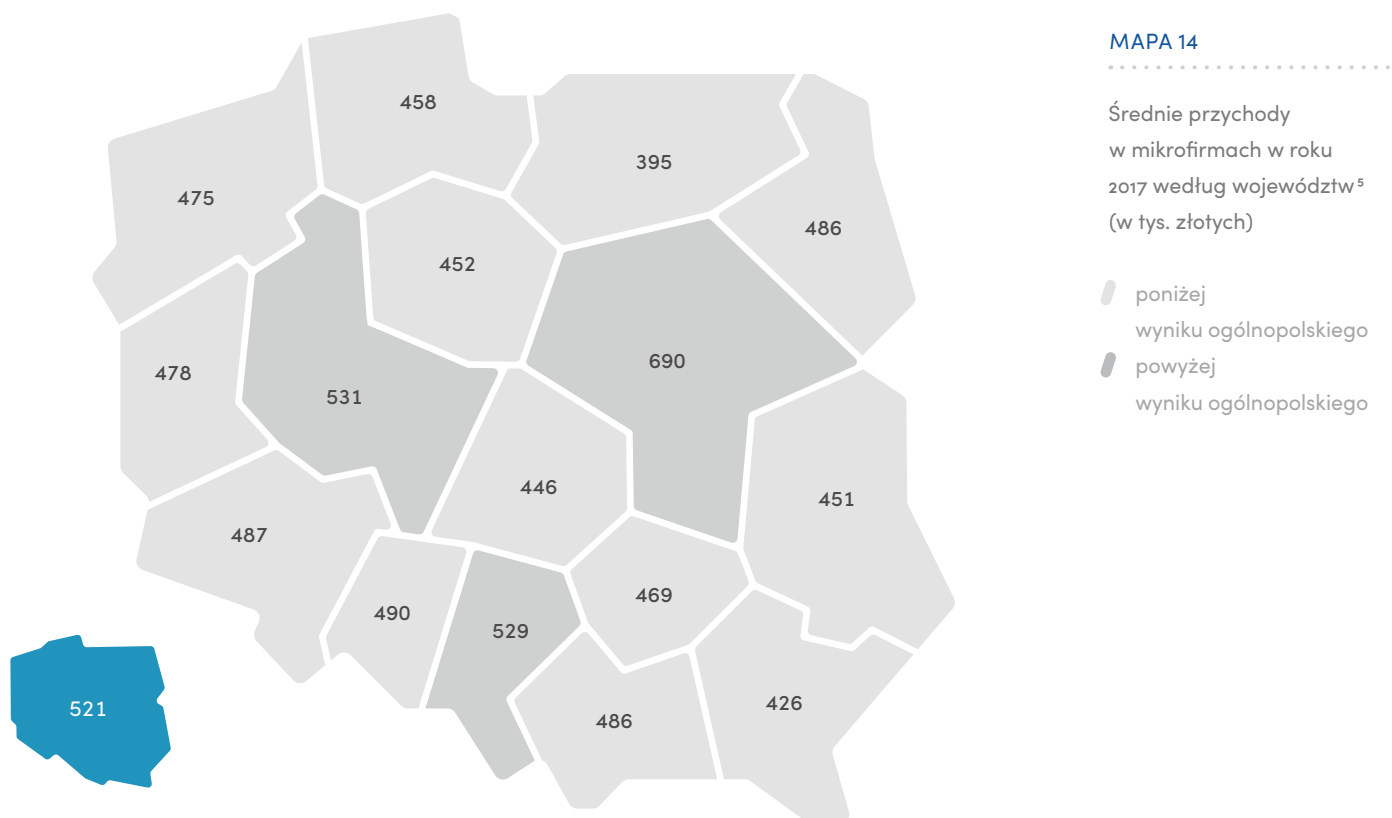 MAPA 14
Średnie przychody
w mikrofirmach w roku
2017 według województw⁵
(w tys. złotych)
poniżej
wyniku ogólnopolskiego
powyżej
wyniku ogólnopolskiego
458
395
475
486
452
690
478
531
446
451
487
469
490
529
426
486
521